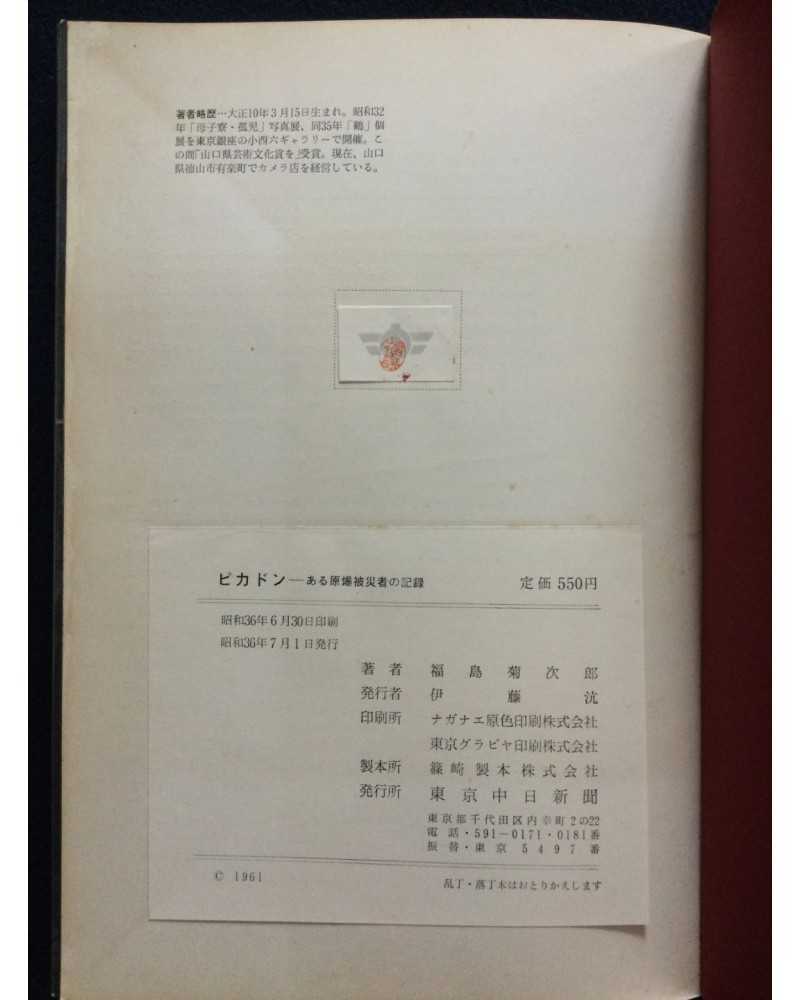 著者略歴…大正10年3月15日生まれ。昭和32
年「母子寮・孤児」写真展、同35年「鶴」個
展を東京銀座の小西六ギャラリーで開催。こ
の間「山口県芸術文化賞を」受賞。現在、山口
県徳山市有楽町でカメラ店を経営している。
ピカドン―ある原爆被災者の記録 定価 550円
昭和36年6月30日印刷
昭和36年7月1日発行
著者 福島菊次郎
発行者 伊藤
印刷所 ナガナエ原色印刷株式会社
東京グラビヤ印刷株式会社
製本所 篠崎製本株式会社
発行所 東京中日新聞
東京都千代田区内幸町2の22
電話・591−0171・0181番
振替・東京 5497番
© 1961
乱丁・落丁本はおとりかえします